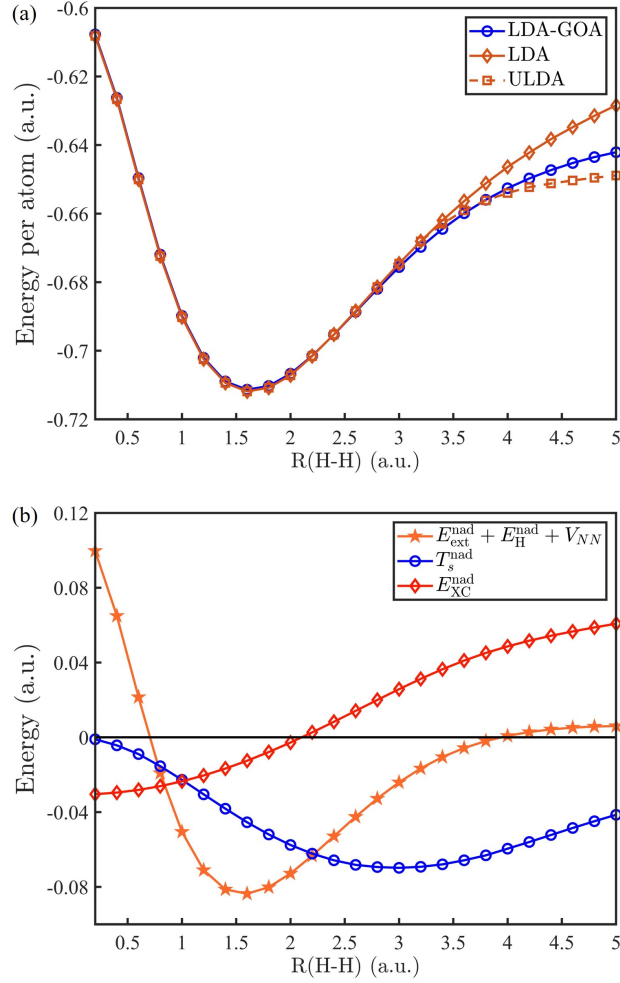 (a)
-0.6
-0.62
-0.64
-0.66
-0.68
-0.7
-0.72
Energy per atom (a.u.)
LDA-GOA
LDA
ULDA
0.5 1 1.5 2 2.5 3 3.5 4 4.5 5
R(H-H) (a.u.)
(b)
0.12
0.08
0.04
0
-0.04
-0.08
Energy (a.u.)
E_ext^nad + E_H^nad + V_NN
T_s^nad
E_XC^nad
0.5 1 1.5 2 2.5 3 3.5 4 4.5 5
R(H-H) (a.u.)